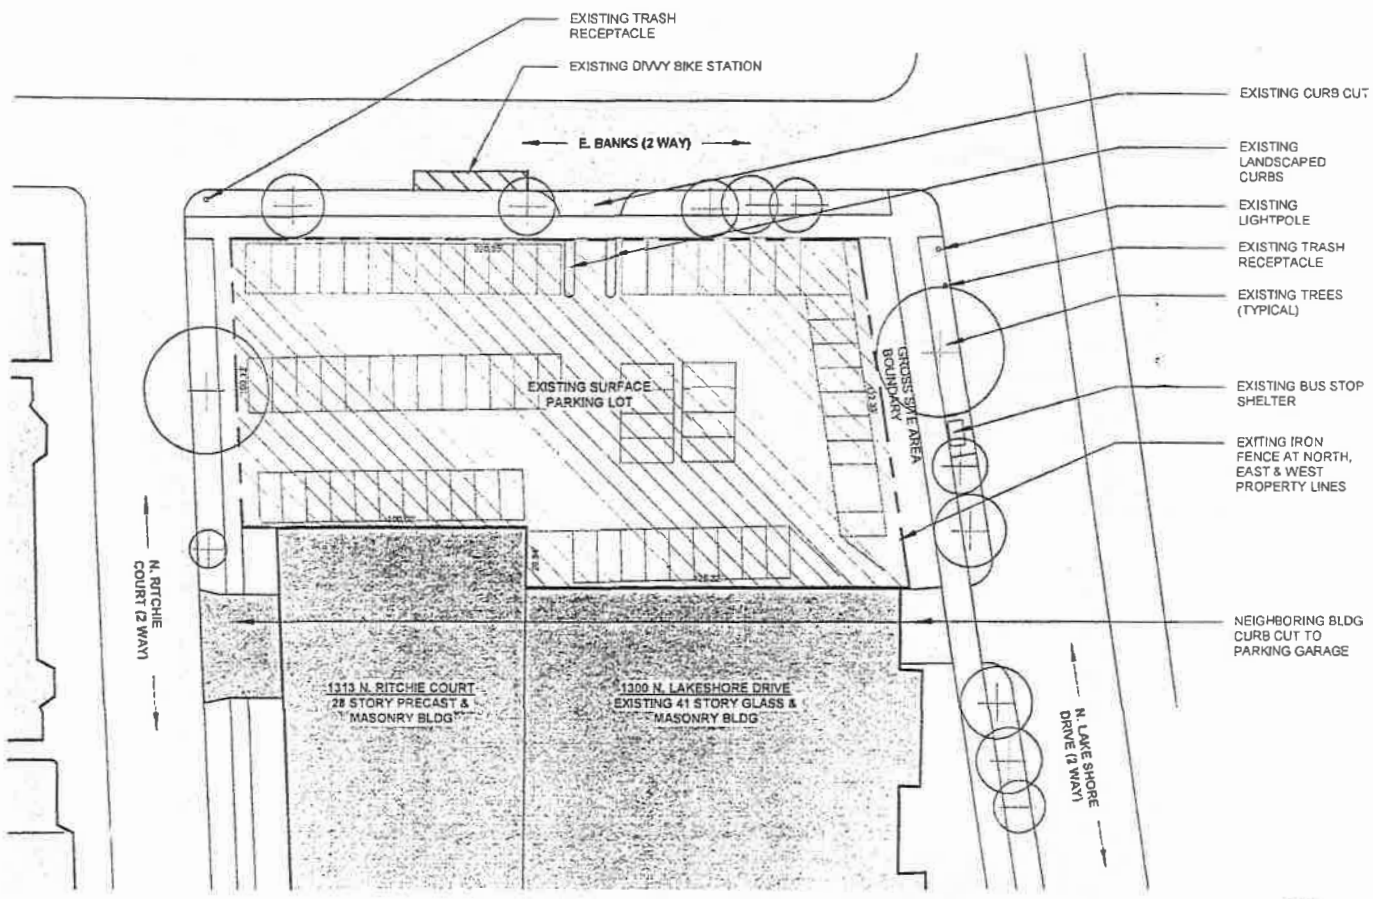 EXISTING TRASH
RECEPTACLE
EXISTING DIVVY BIKE STATION
E. BANKS (2 WAY)
EXISTING CURB CUT
EXISTING
LANDSCAPED
CURBS
EXISTING
LIGHTPOLE
EXISTING TRASH
RECEPTACLE
EXISTING TREES
(TYPICAL)
EXISTING BUS STOP
SHELTER
EXITING IRON
FENCE AT NORTH,
EAST & WEST
PROPERTY LINES
NEIGHBORING BLDG
CURB CUT TO
PARKING GARAGE
GROSS SITE AREA
BOUNDARY
EXISTING SURFACE
PARKING LOT
N. RITCHIE
COURT (2 WAY)
1313 N. RITCHIE COURT
28 STORY PRECAST &
MASONRY BLDG
1300 N. LAKESHORE DRIVE
EXISTING 41 STORY GLASS &
MASONRY BLDG
N. LAKE SHORE
DRIVE (2 WAY)